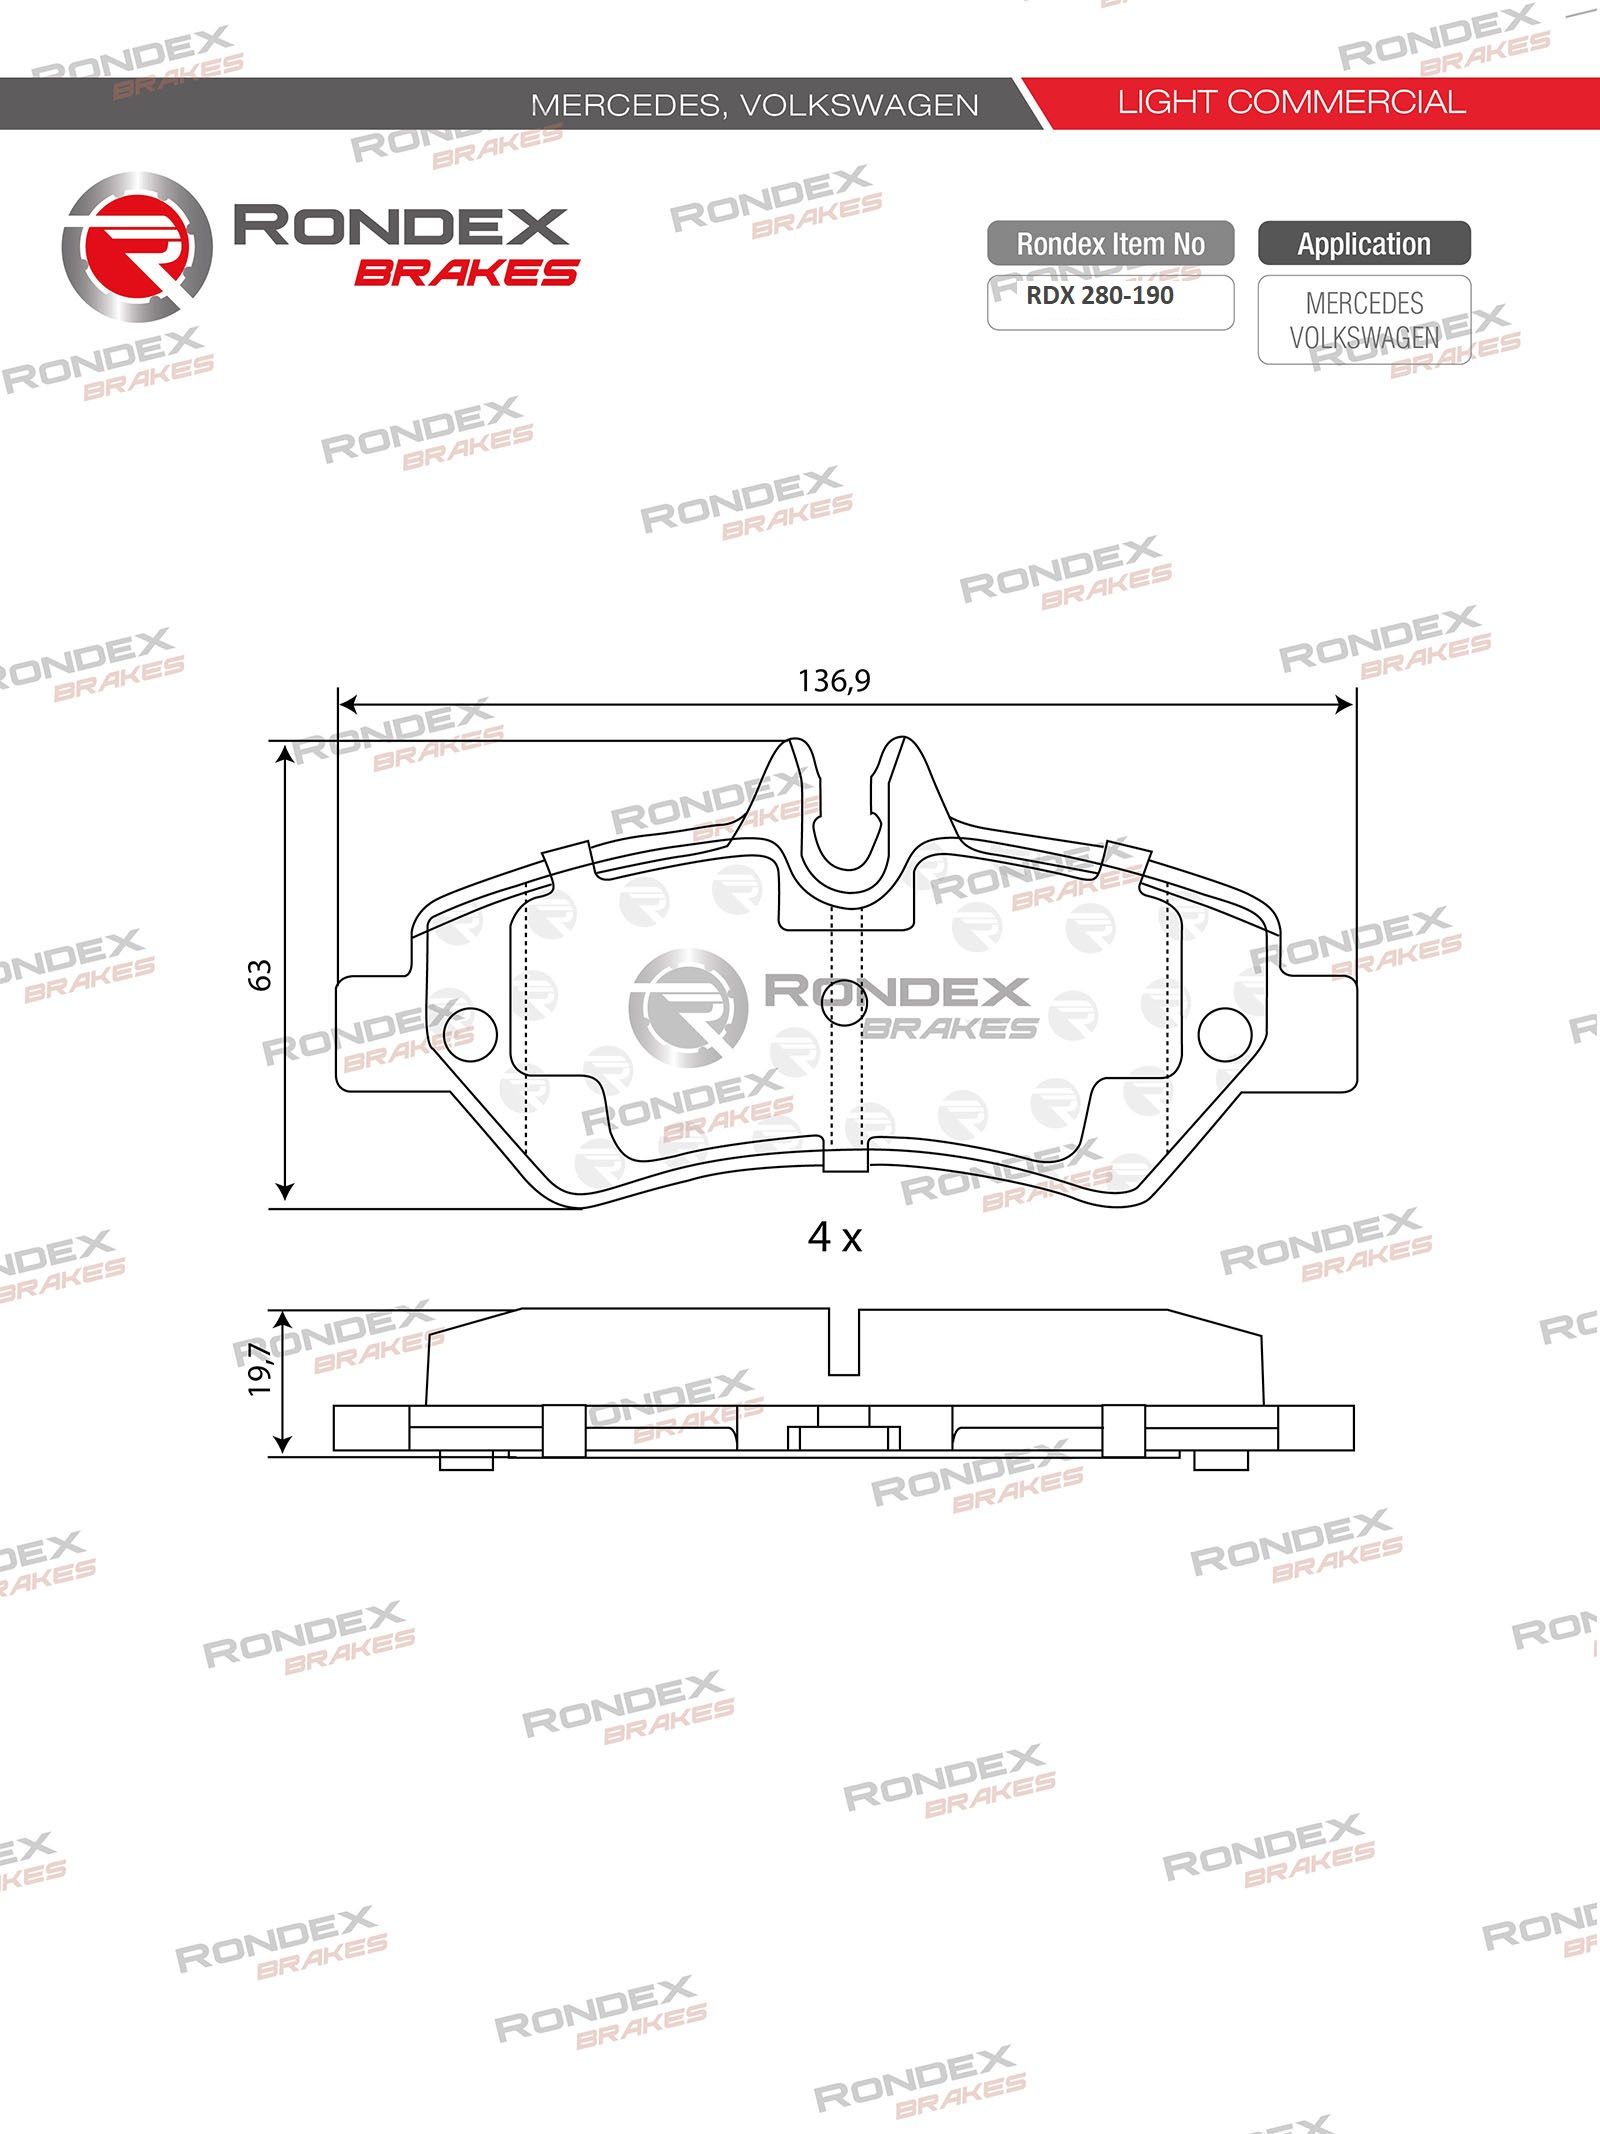 MERCEDES, VOLKSWAGEN
LIGHT COMMERCIAL
RONDEX
BRAKES
Rondex Item No
RDX 280-190
Application
MERCEDES
VOLKSWAGEN
136,9
63
RONDEX
BRAKES
4 x
19,7